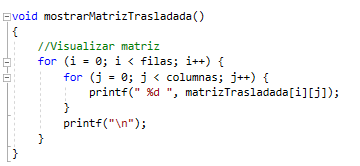 void mostrarMatrizTrasladada()
{
    //Visualizar matriz
    for (i = 0; i < filas; i++) {
        for (j = 0; j < columnas; j++) {
            printf(" %d ", matrizTrasladada[i][j]);
        }
        printf("\n");
    }
}